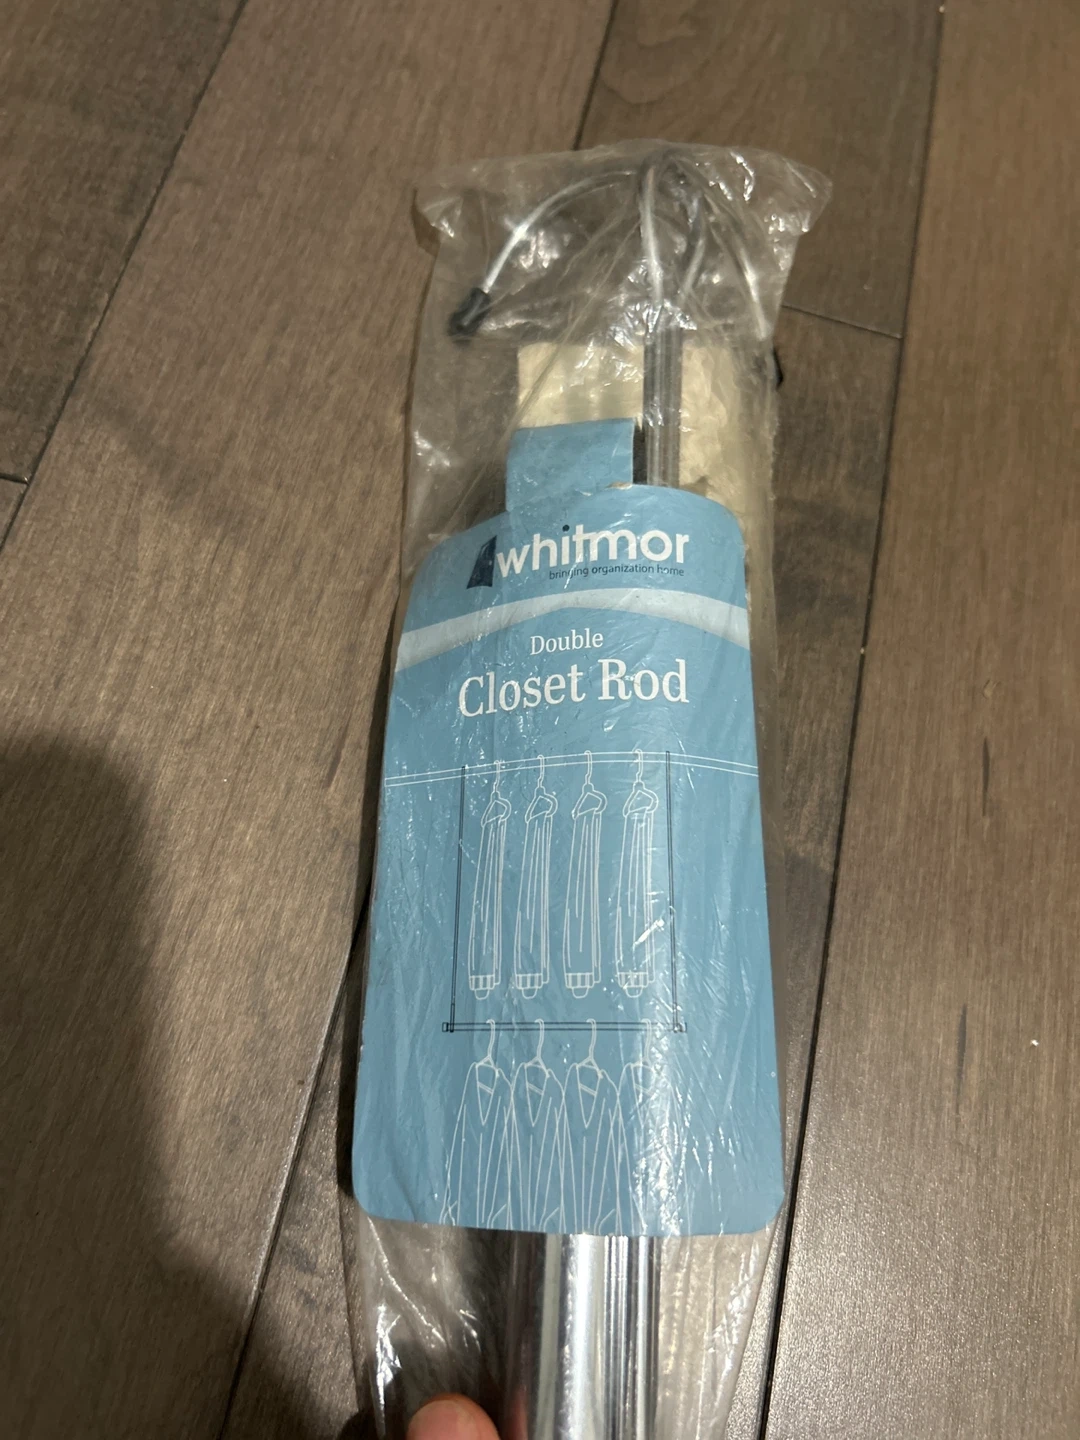 whitmor
bringing organization home
Double
Closet Rod